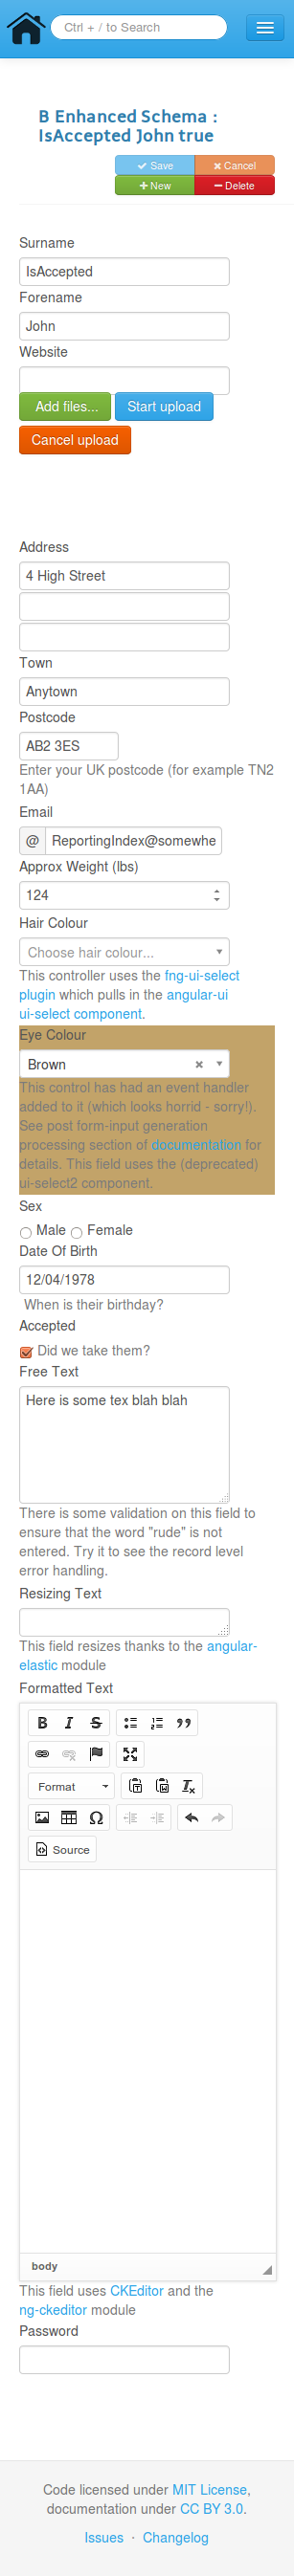 Ctrl + / to Search
B Enhanced Schema :
IsAccepted John true
Save
Cancel
New
Delete
Surname
IsAccepted
Forename
John
Website
Add files...
Start upload
Cancel upload
Address
4 High Street
Town
Anytown
Postcode
AB2 3ES
Enter your UK postcode (for example TN2
1AA)
Email
@ ReportingIndex@somewhe
Approx Weight (lbs)
124
Hair Colour
Choose hair colour...
This controller uses the fng-ui-select
plugin which pulls in the angular-ui
ui-select component.
Eye Colour
Brown
This control has had an event handler
added to it (which looks horrid - sorry!).
See post form-input generation
processing section of documentation for
details. This field uses the (deprecated)
ui-select2 component.
Sex
Male Female
Date Of Birth
12/04/1978
When is their birthday?
Accepted
Did we take them?
Free Text
Here is some tex blah blah
There is some validation on this field to
ensure that the word "rude" is not
entered. Try it to see the record level
error handling.
Resizing Text
This field resizes thanks to the angular-
elastic module
Formatted Text
B I S
Format
Source
body
This field uses CKEditor and the
ng-ckeditor module
Password
Code licensed under MIT License,
documentation under CC BY 3.0.
Issues · Changelog